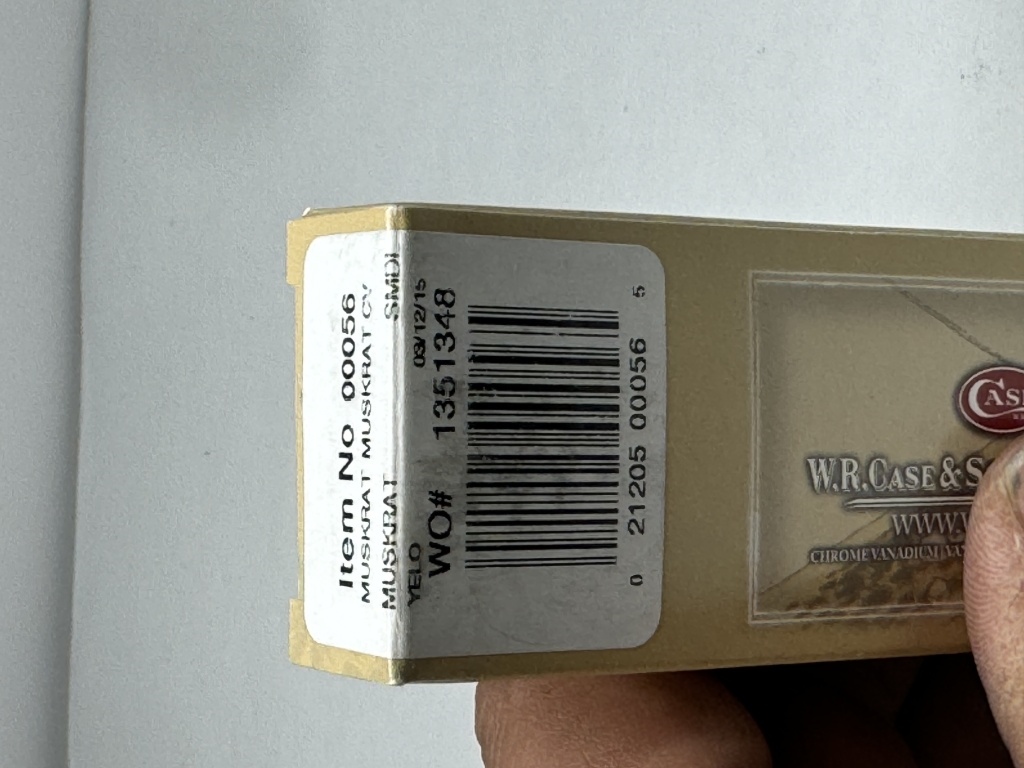 Item No 00056
MUSKRAT MUSKRAT CV
MUSKRAT SMDI
YELO 03/12/15
WO# 1351348
0 21205 00056 5
CASE
W.R. CASE & S
WWW.
CHROME VANADIUM